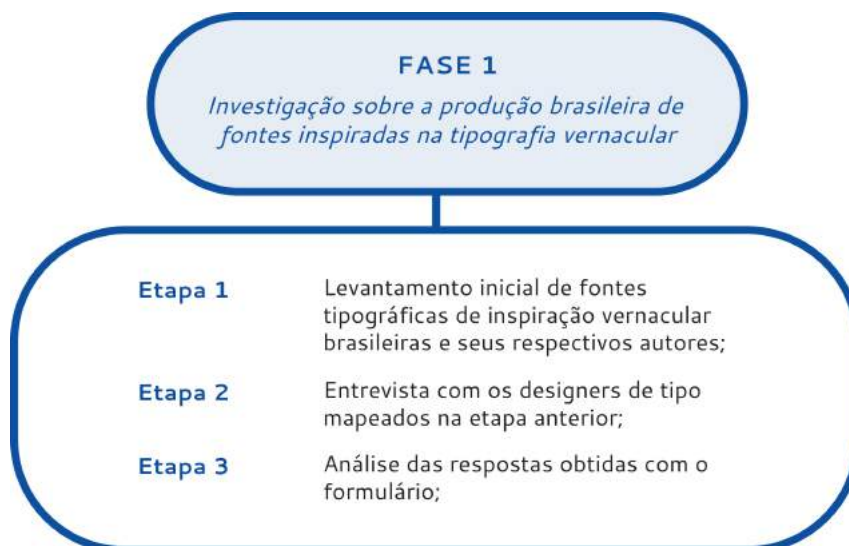 FASE 1
Investigação sobre a produção brasileira de
fontes inspiradas na tipografia vernacular
Etapa 1
Levantamento inicial de fontes
tipográficas de inspiração vernacular
brasileiras e seus respectivos autores;
Etapa 2
Entrevista com os designers de tipo
mapeados na etapa anterior;
Etapa 3
Análise das respostas obtidas com o
formulário;